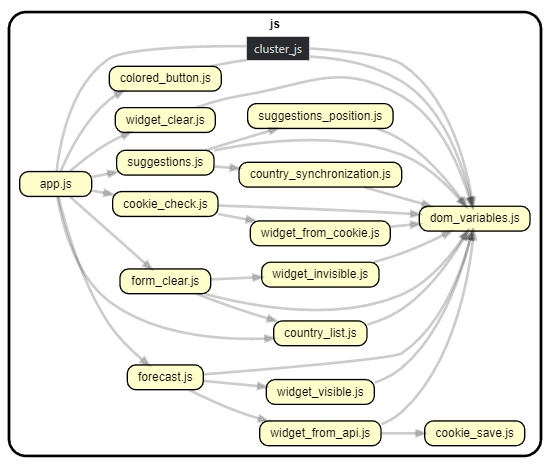 js
cluster_js
colored_button.js
widget_clear.js
suggestions_position.js
suggestions.js
country_synchronization.js
app.js
cookie_check.js
dom_variables.js
widget_from_cookie.js
form_clear.js
widget_invisible.js
country_list.js
forecast.js
widget_visible.js
widget_from_api.js
cookie_save.js